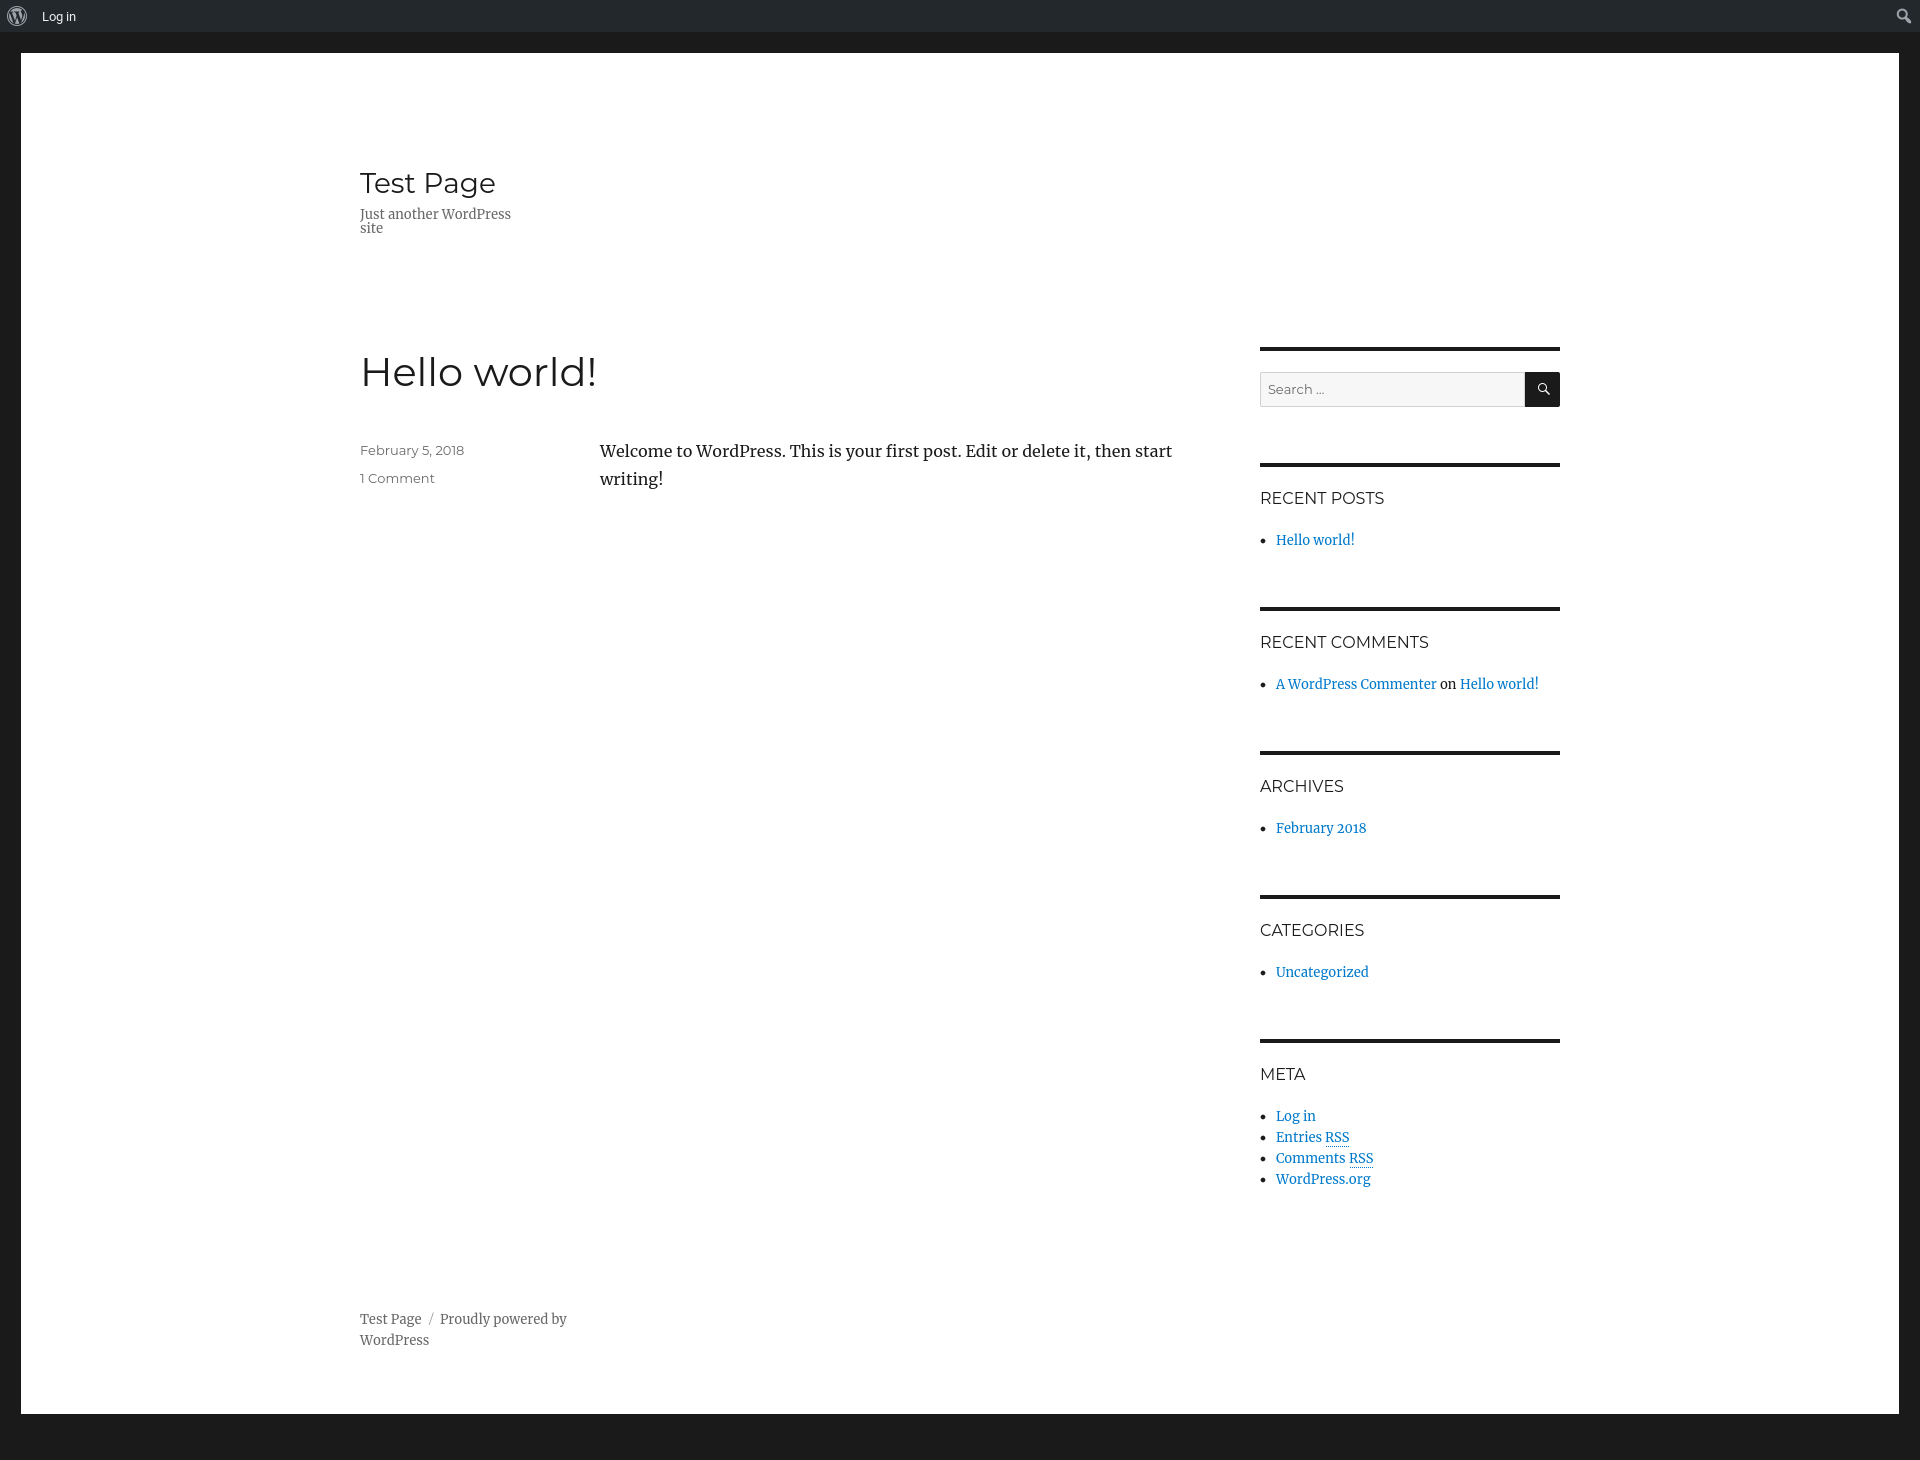 Log in
Test Page
Just another WordPress
site
Hello world!
February 5, 2018
1 Comment
Welcome to WordPress. This is your first post. Edit or delete it, then start
writing!
Search …
RECENT POSTS
Hello world!
RECENT COMMENTS
A WordPress Commenter on Hello world!
ARCHIVES
February 2018
CATEGORIES
Uncategorized
META
Log in
Entries RSS
Comments RSS
WordPress.org
Test Page / Proudly powered by
WordPress